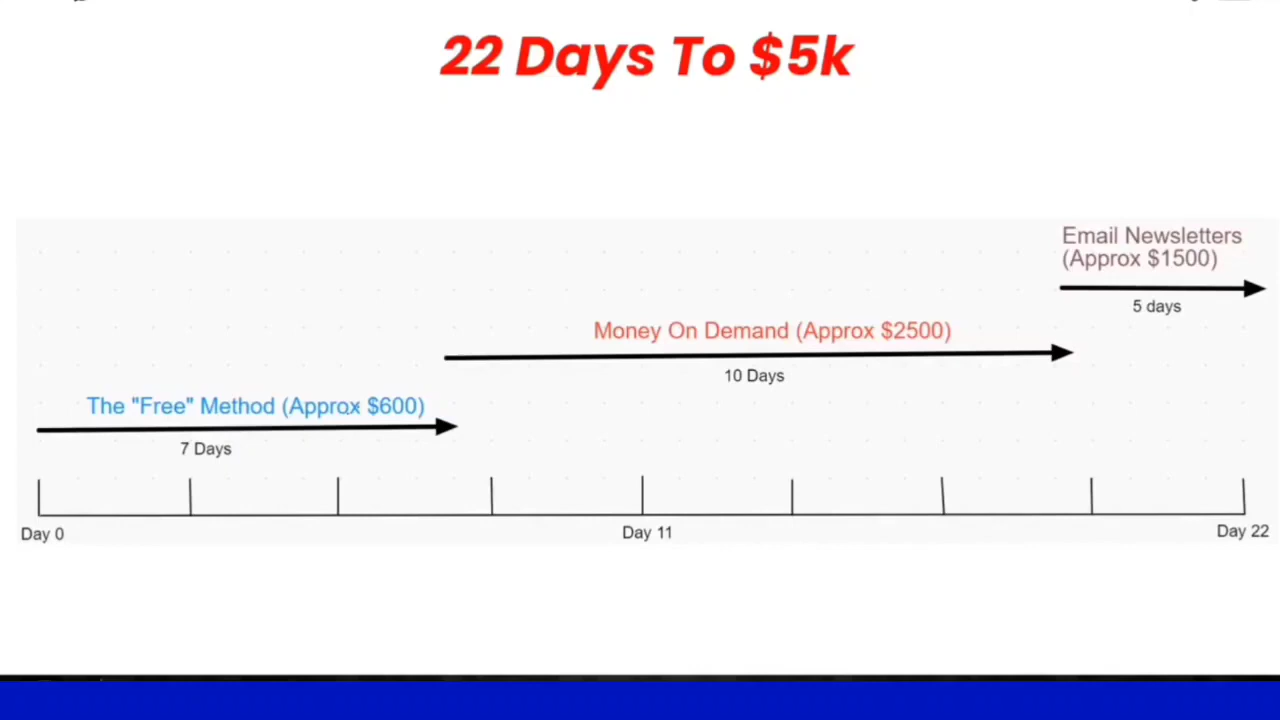 22 Days To $5k
Email Newsletters
(Approx $1500)
5 days
Money On Demand (Approx $2500)
10 Days
The "Free" Method (Approx $600)
7 Days
Day 0
Day 11
Day 22